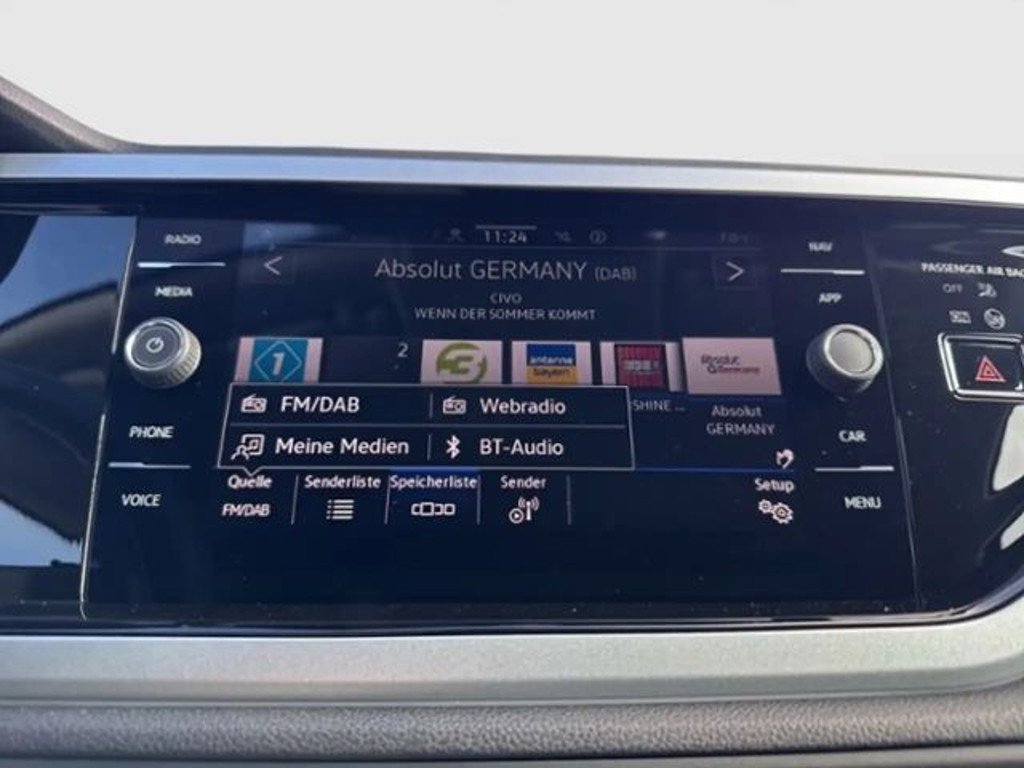 RADIO
11:24
NAV
Absolut GERMANY (DAB)
PASSENGER AIR BAG
MEDIA
CIVO
APP
OFF
WENN DER SOMMER KOMMT
ON
1
2
3
antenne
bayern
Absolut
Germany
FM/DAB
Webradio
SHINE ...
Absolut
GERMANY
PHONE
Meine Medien
BT-Audio
CAR
VOICE
Quelle
Senderliste
Speicherliste
Sender
Setup
FM/DAB
MENU